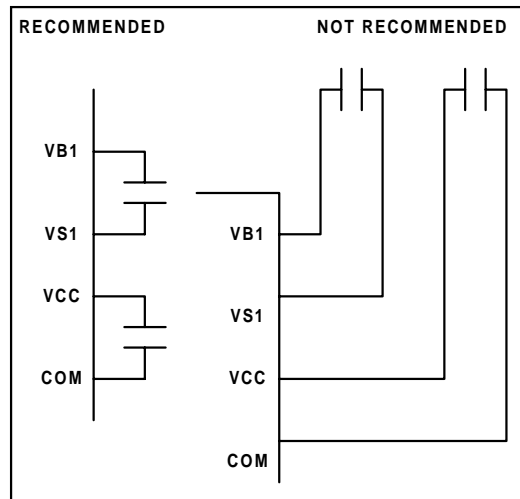 RECOMMENDED
NOT RECOMMENDED
VB1
VS1
VCC
COM
VB1
VS1
VCC
COM